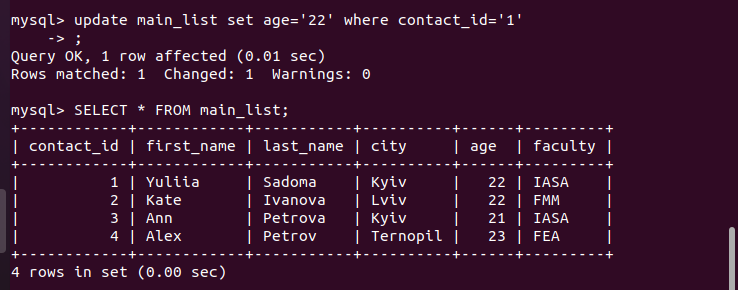 mysql> update main_list set age='22' where contact_id='1'
    -> ;
Query OK, 1 row affected (0.01 sec)
Rows matched: 1  Changed: 1  Warnings: 0

mysql> SELECT * FROM main_list;
+------------+------------+-----------+----------+------+---------+
| contact_id | first_name | last_name | city     | age  | faculty |
+------------+------------+-----------+----------+------+---------+
|          1 | Yuliia     | Sadoma    | Kyiv     |   22 | IASA    |
|          2 | Kate       | Ivanova   | Lviv     |   22 | FMM     |
|          3 | Ann        | Petrova   | Kyiv     |   21 | IASA    |
|          4 | Alex       | Petrov    | Ternopil |   23 | FEA     |
+------------+------------+-----------+----------+------+---------+
4 rows in set (0.00 sec)